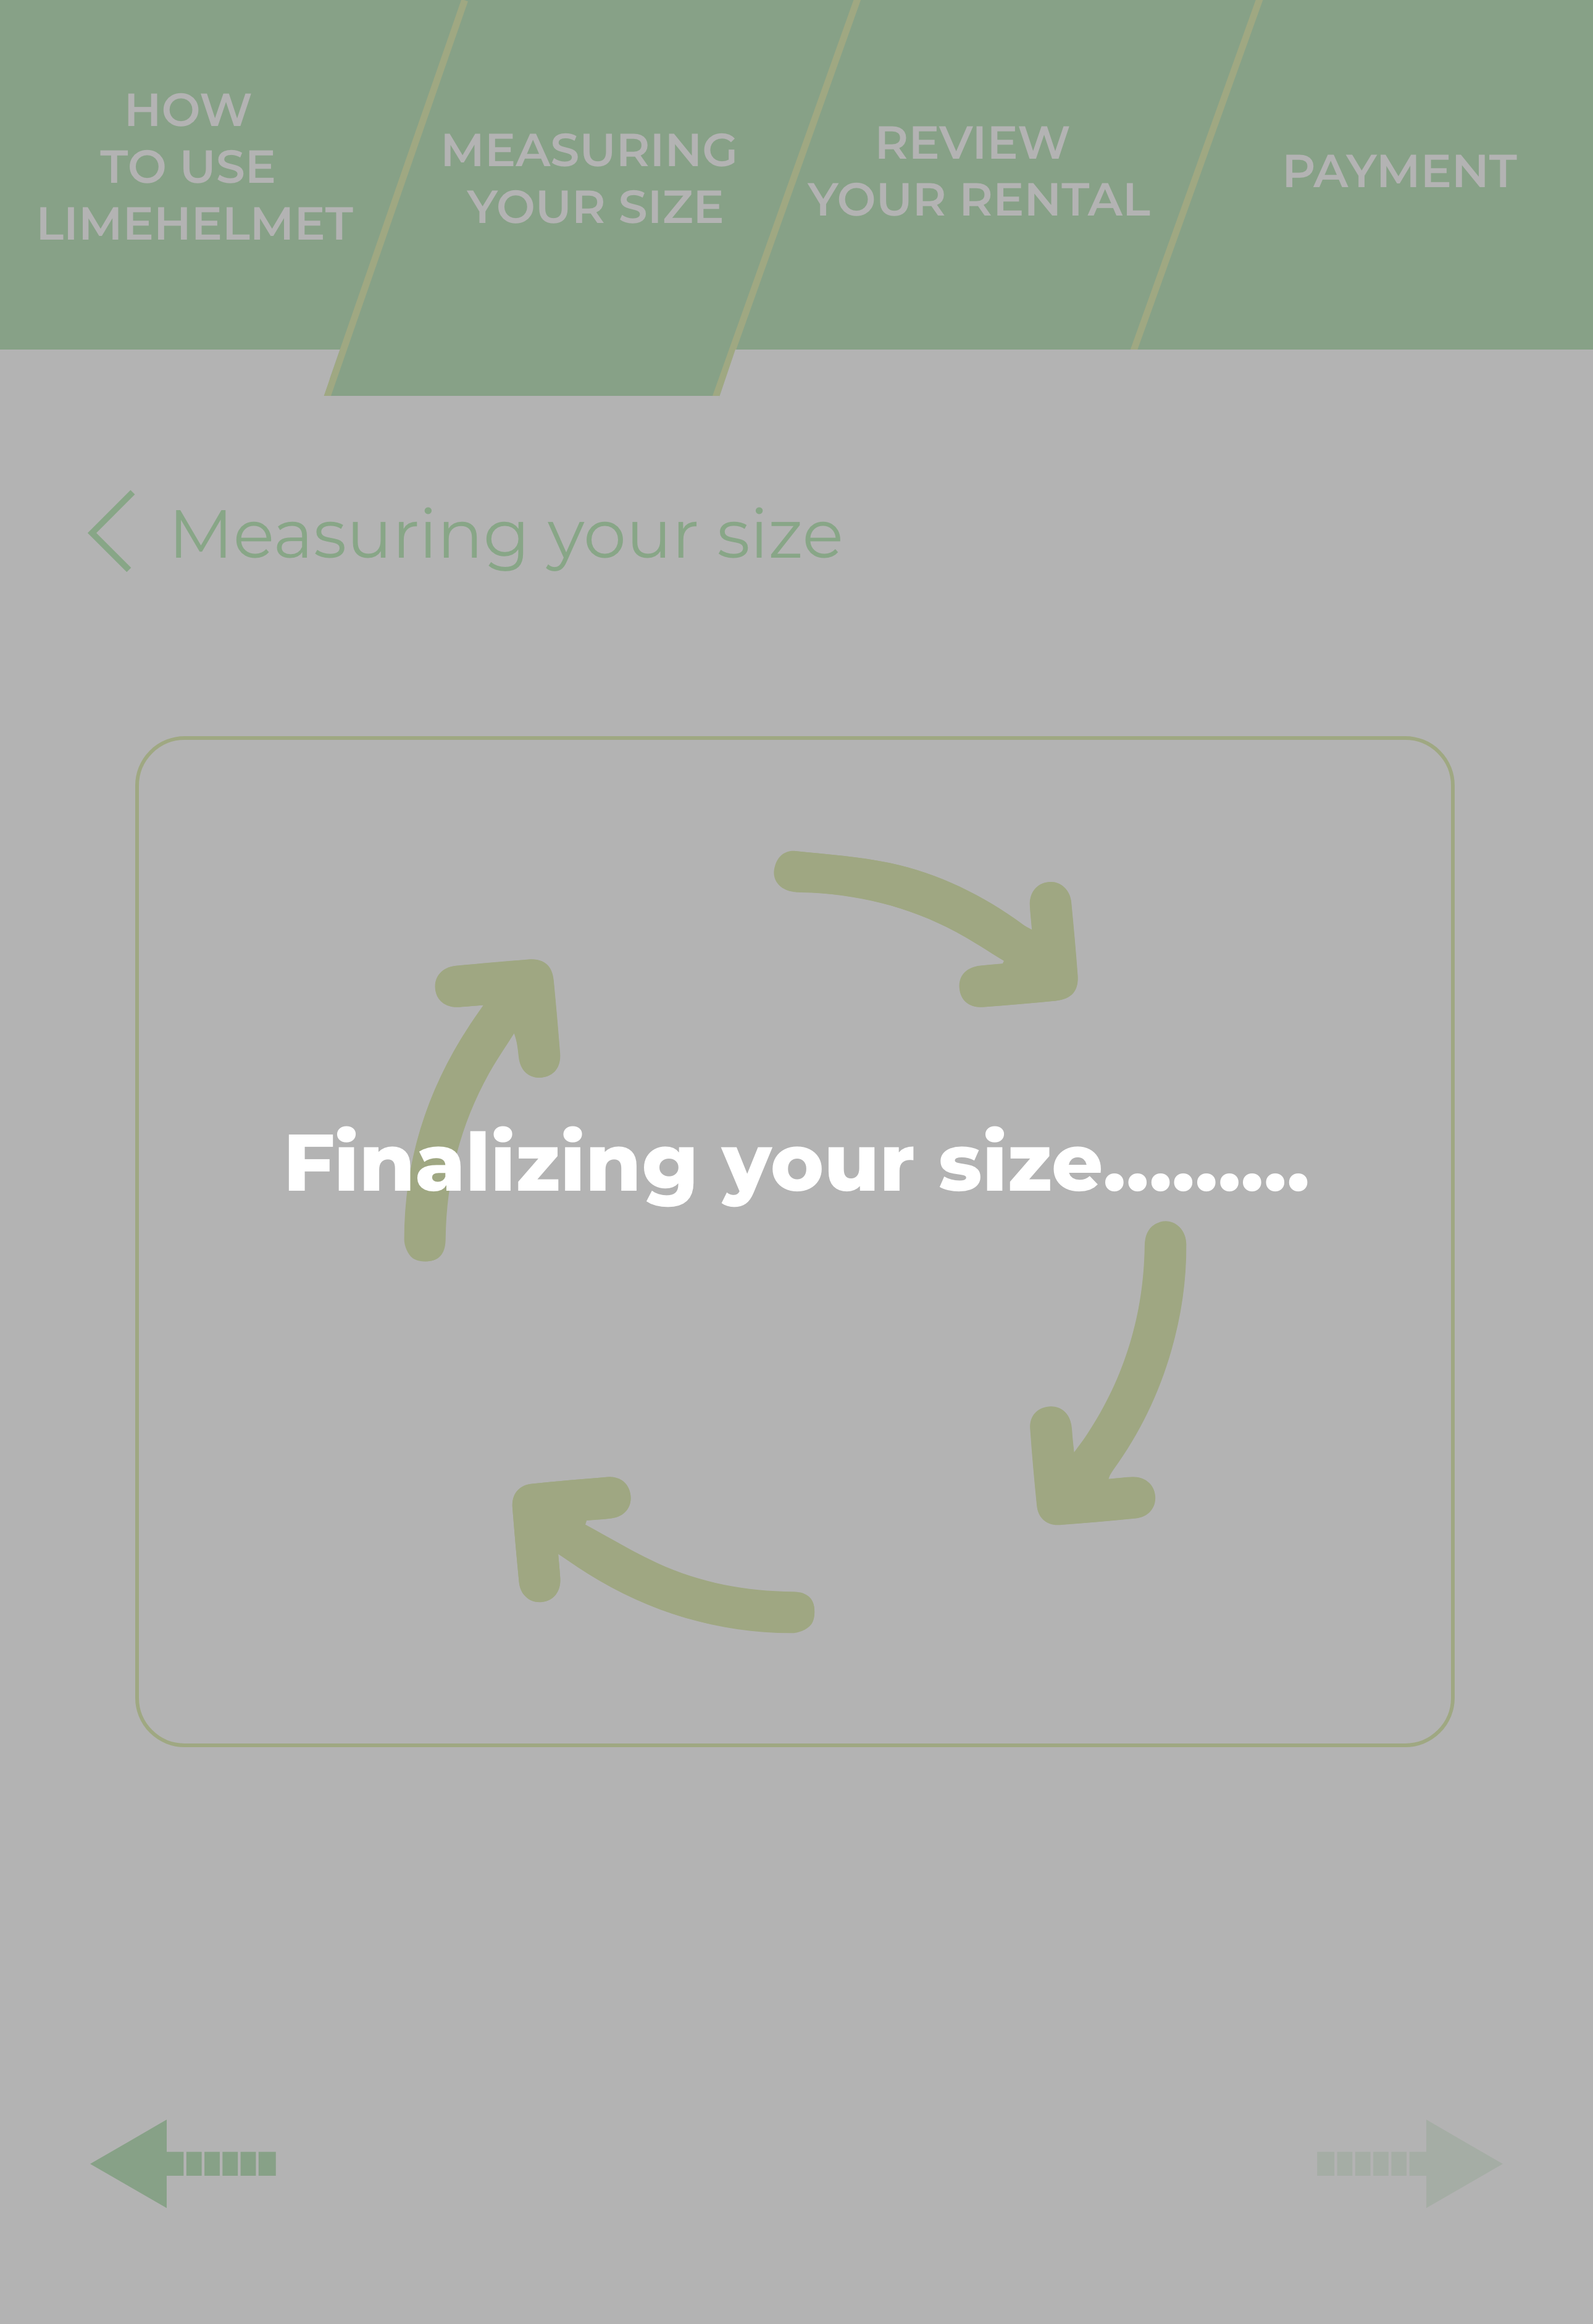 HOW
TO USE
LIMEHELMET
MEASURING
YOUR SIZE
REVIEW
YOUR RENTAL
PAYMENT
Measuring your size
Finalizing your size.........